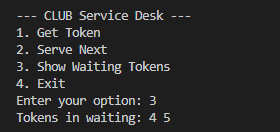 --- CLUB Service Desk ---
1. Get Token
2. Serve Next
3. Show Waiting Tokens
4. Exit
Enter your option: 3
Tokens in waiting: 4 5